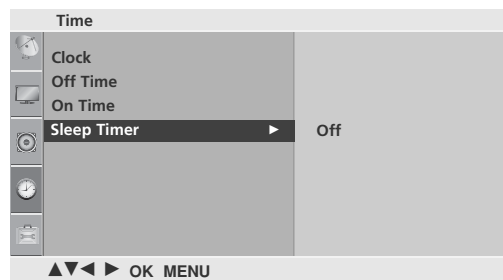 Time
Clock
Off Time
On Time
Sleep Timer ► Off
▲▼◄ ► OK MENU